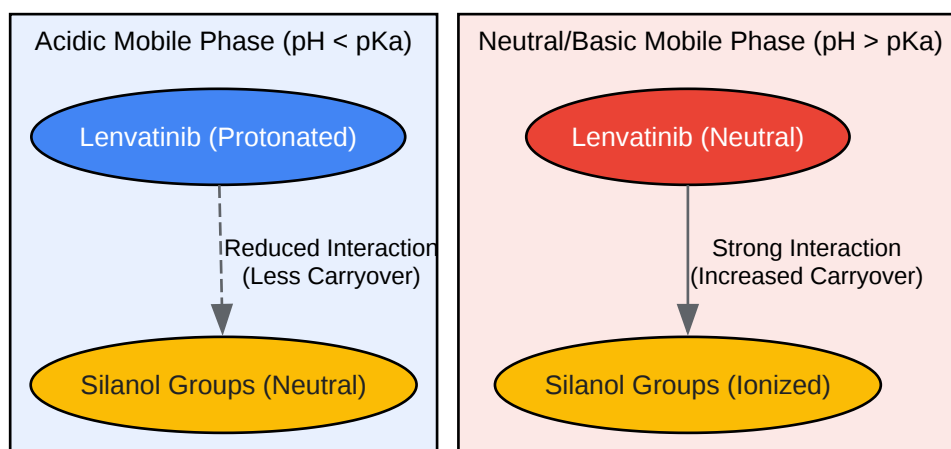 Acidic Mobile Phase (pH < pKa)
Lenvatinib (Protonated)
Reduced Interaction
(Less Carryover)
Silanol Groups (Neutral)
Neutral/Basic Mobile Phase (pH > pKa)
Lenvatinib (Neutral)
Strong Interaction
(Increased Carryover)
Silanol Groups (Ionized)